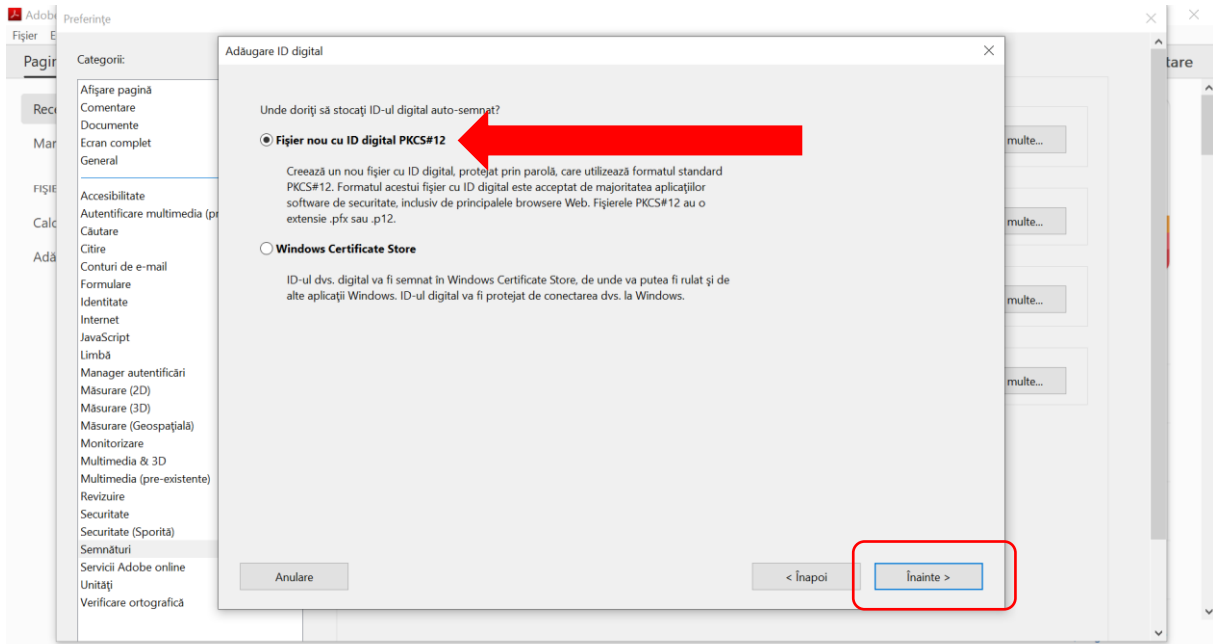 Adob
Preferințe
Fișier E
Pagir
tare
Categorii:
Adăugare ID digital
Afișare pagină
Comentare
Documente
Ecran complet
General
Accesibilitate
Autentificare multimedia (pr
Căutare
Citire
Conturi de e-mail
Formulare
Identitate
Internet
JavaScript
Limbă
Manager autentificări
Măsurare (2D)
Măsurare (3D)
Măsurare (Geospațială)
Monitorizare
Multimedia & 3D
Multimedia (pre-existente)
Revizuire
Securitate
Securitate (Sporită)
Semnături
Servicii Adobe online
Unități
Verificare ortografică
Rece
Mar
FIȘIE
Calc
Adă
Unde doriți să stocați ID-ul digital auto-semnat?
Fișier nou cu ID digital PKCS#12
Creează un nou fișier cu ID digital, protejat prin parolă, care utilizează formatul standard
PKCS#12. Formatul acestui fișier cu ID digital este acceptat de majoritatea aplicațiilor
software de securitate, inclusiv de principalele browsere Web. Fișierele PKCS#12 au o
extensie .pfx sau .p12.
Windows Certificate Store
ID-ul dvs. digital va fi semnat în Windows Certificate Store, de unde va putea fi rulat și de
alte aplicații Windows. ID-ul digital va fi protejat de conectarea dvs. la Windows.
multe...
multe...
multe...
multe...
Anulare
< Înapoi
Înainte >